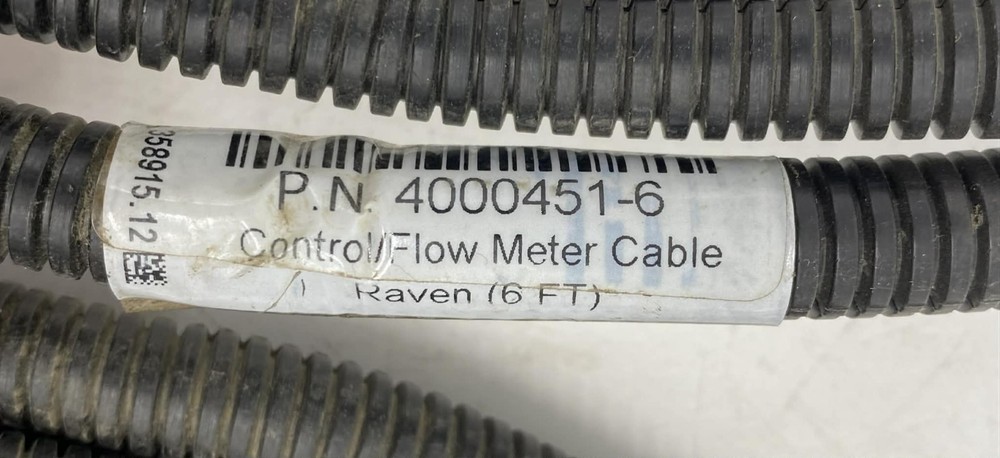 P.N. 4000451-6
Control/Flow Meter Cable
Raven (6 FT)
358915.12